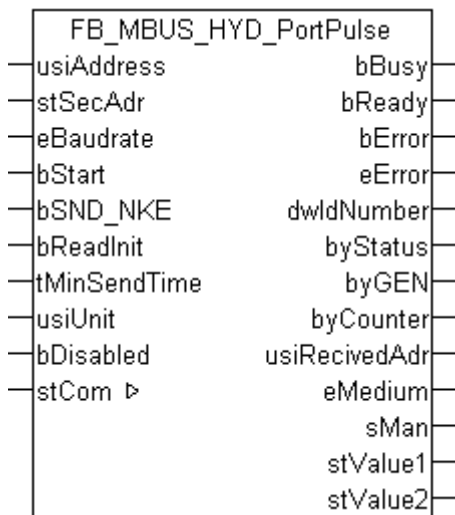 FB_MBUS_HYD_PortPulse
usiAddress bBusy
stSecAdr bReady
eBaudrate bError
bStart eError
bSND_NKE dwIdNumber
bReadInit byStatus
tMinSendTime byGEN
usiUnit byCounter
bDisabled usiRecivedAdr
stCom ▷ eMedium
sMan
stValue1
stValue2